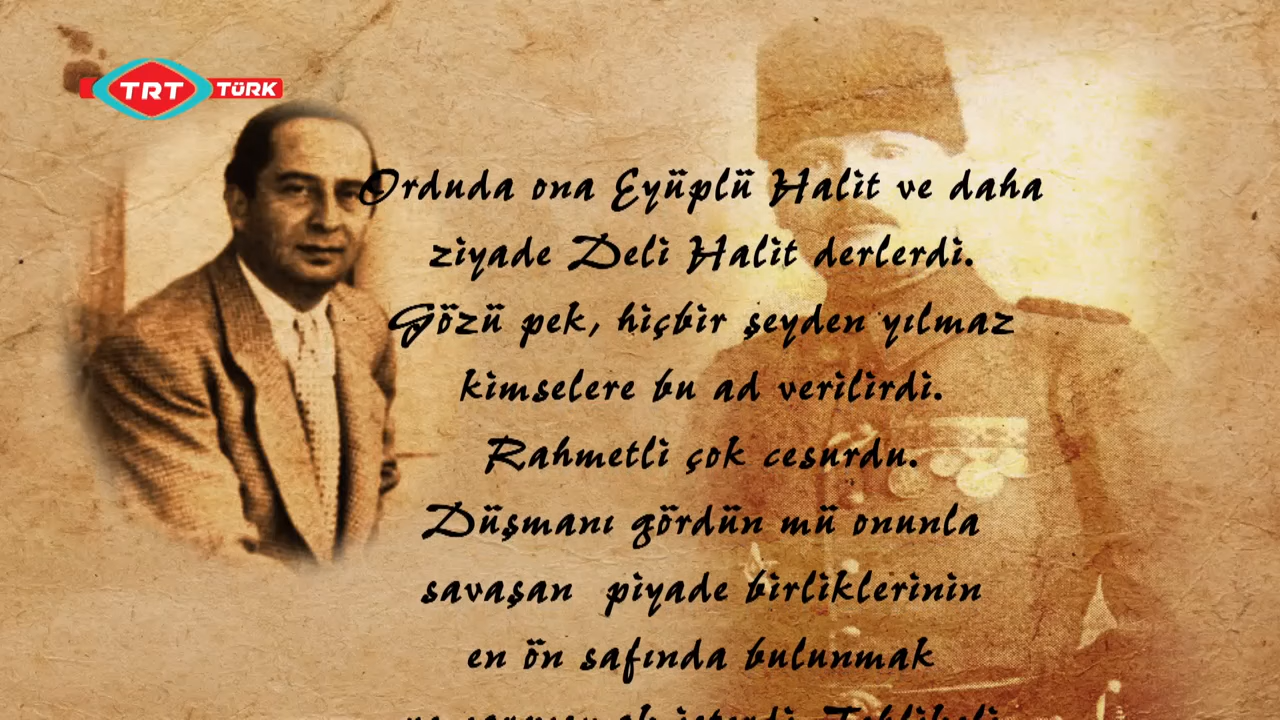 TRT TÜRK
Orduda ona Eyüplü Halit ve daha
ziyade Deli Halit derlerdi.
Gözü pek, hiçbir şeyden yılmaz
kimselere bu ad verilirdi.
Rahmetli çok cesurdu.
Düşmanı gördün mü onunla
savaşan piyade birliklerinin
en ön safında bulunmak